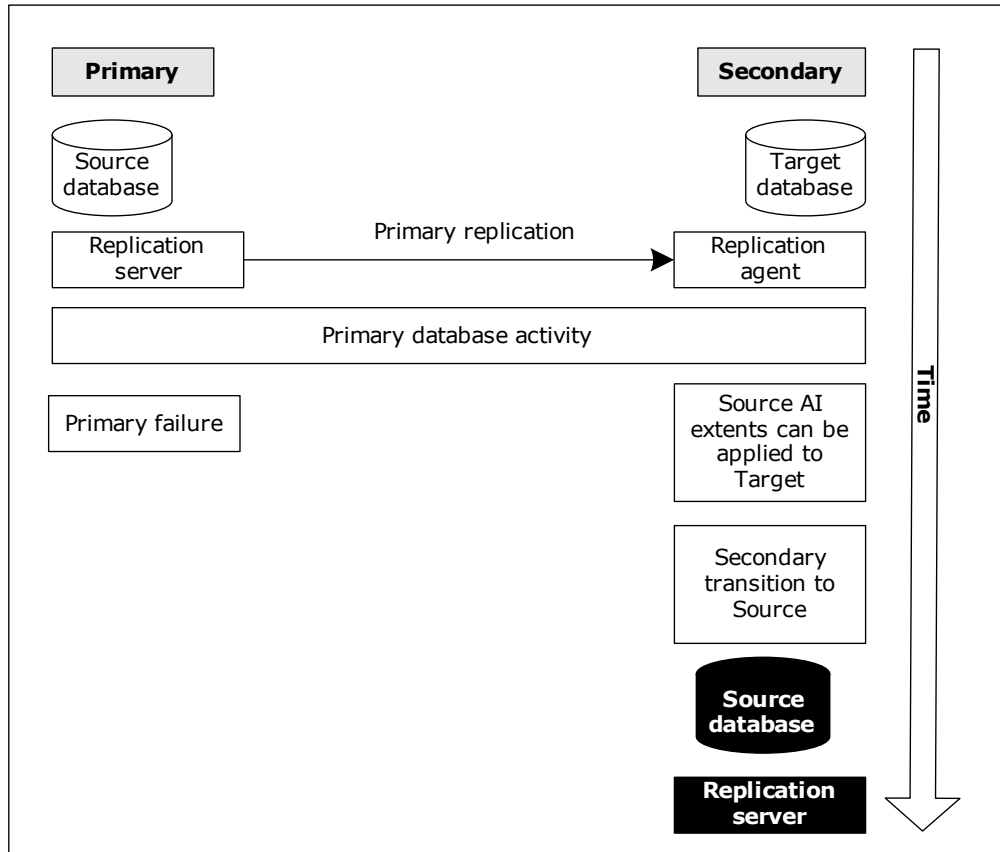 Primary
Secondary
Source
database
Target
database
Replication
server
Primary replication
Replication
agent
Primary database activity
Time
Primary failure
Source AI
extents can be
applied to
Target
Secondary
transition to
Source
Source
database
Replication
server